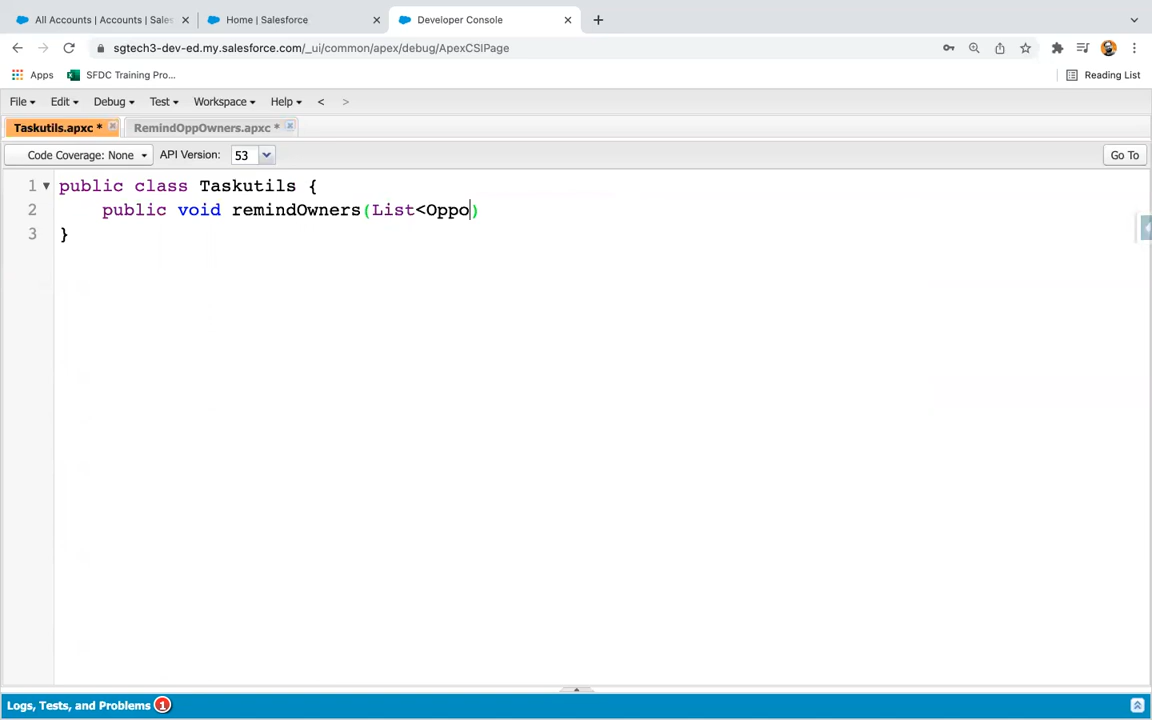 All Accounts | Accounts | Sales
Home | Salesforce
Developer Console
sgtech3-dev-ed.my.salesforce.com/_ui/common/apex/debug/ApexCSIPage
Apps
SFDC Training Pro...
Reading List
File Edit Debug Test Workspace Help < >
Taskutils.apxc *
RemindOppOwners.apxc *
Code Coverage: None
API Version: 53
Go To
1 public class Taskutils {
2 public void remindOwners(List<Oppo)
3 }
Logs, Tests, and Problems 1